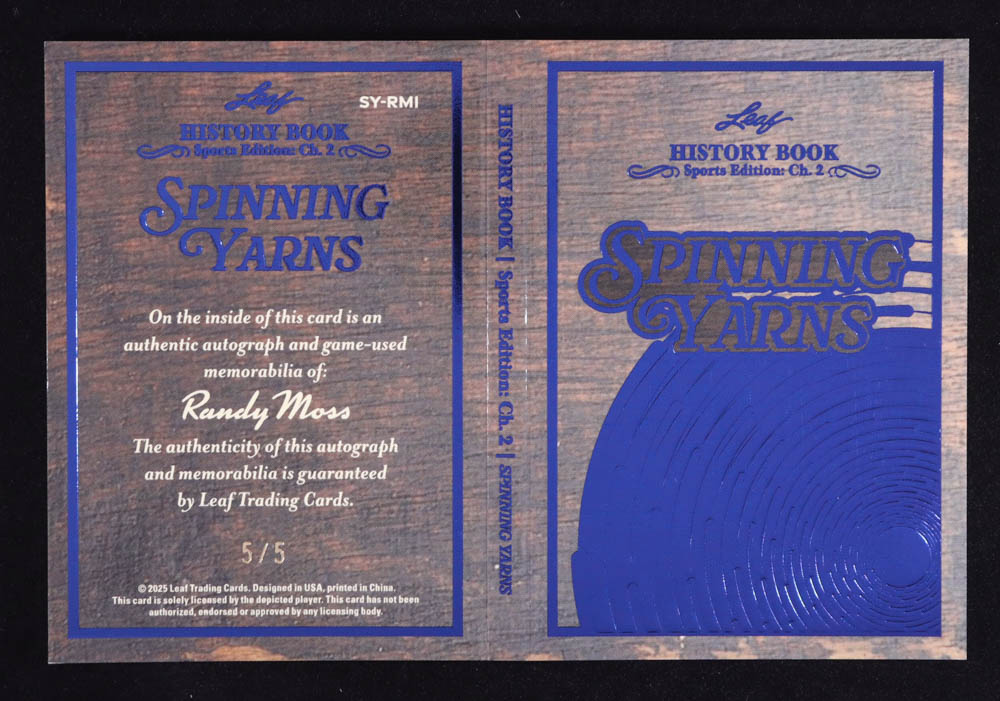 Leaf
SY-RM1
HISTORY BOOK
Sports Edition: Ch. 2
SPINNING
YARNS
On the inside of this card is an
authentic autograph and game-used
memorabilia of:
Randy Moss
The authenticity of this autograph
and memorabilia is guaranteed
by Leaf Trading Cards.
5/5
© 2025 Leaf Trading Cards. Designed in USA, printed in China.
This card is solely licensed by the depicted player. This card has not been
authorized, endorsed or approved by any licensing body.
HISTORY BOOK | Sports Edition: Ch. 2 | SPINNING YARNS
Leaf
HISTORY BOOK
Sports Edition: Ch. 2
SPINNING
YARNS